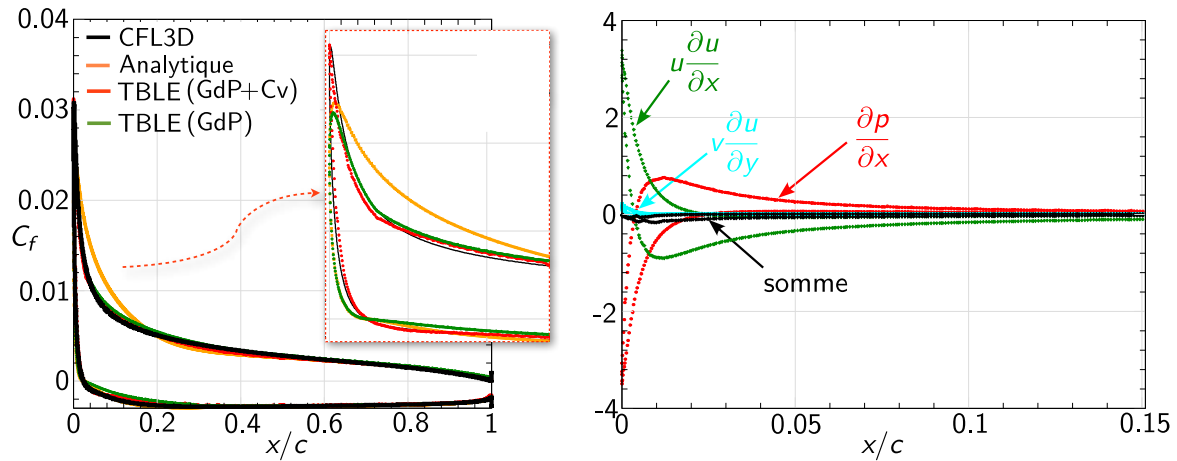 0.04
0.03
0.02
0.01
0
C_f
CFL3D
Analytique
TBLE (GdP+Cv)
TBLE (GdP)
0 0.2 0.4 0.6 0.8 1
x/c
4
2
0
-2
-4
u ∂u/∂x
v ∂u/∂y
∂p/∂x
somme
0 0.05 0.1 0.15
x/c